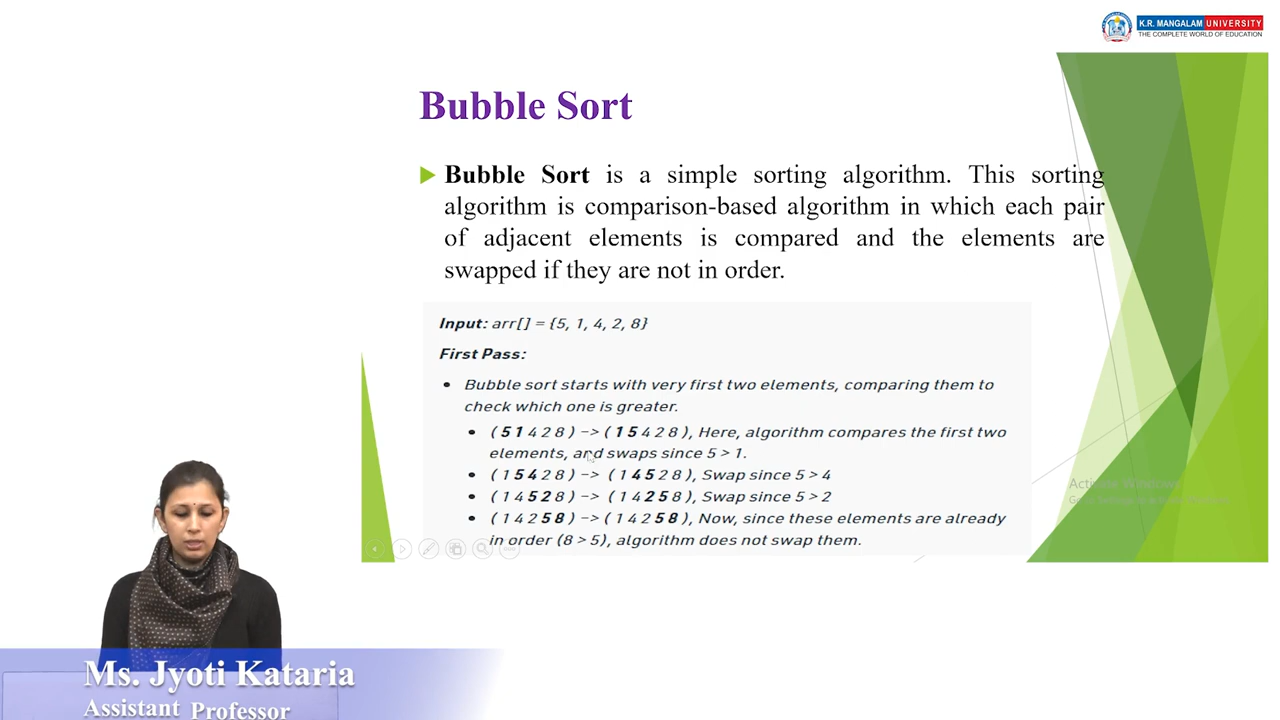 K.R. MANGALAM UNIVERSITY
THE COMPLETE WORLD OF EDUCATION
Bubble Sort
Bubble Sort is a simple sorting algorithm. This sorting
algorithm is comparison-based algorithm in which each pair
of adjacent elements is compared and the elements are
swapped if they are not in order.
Input: arr[] = {5, 1, 4, 2, 8}
First Pass:
• Bubble sort starts with very first two elements, comparing them to
check which one is greater.
• ( 5 1 4 2 8 ) –> ( 1 5 4 2 8 ), Here, algorithm compares the first two
elements, and swaps since 5 > 1.
• ( 1 5 4 2 8 ) –> ( 1 4 5 2 8 ), Swap since 5 > 4
• ( 1 4 5 2 8 ) –> ( 1 4 2 5 8 ), Swap since 5 > 2
• ( 1 4 2 5 8 ) –> ( 1 4 2 5 8 ), Now, since these elements are already
in order (8 > 5), algorithm does not swap them.
Activate Windows
Ms. Jyoti Kataria
Assistant Professor